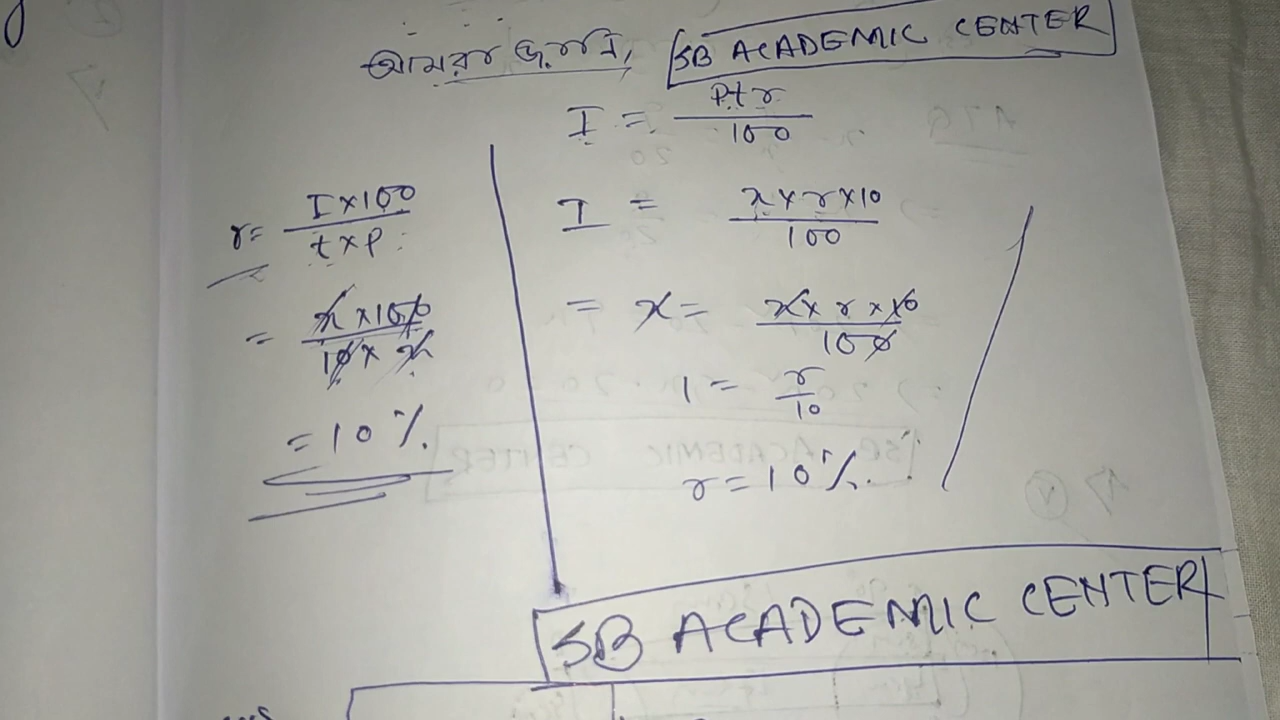 আমরা জানি, SB ACADEMIC CENTER
I = Ptr / 100
r = I×100 / t×P
= x×100 / 10×x
= 10%
I = x×r×10 / 100
= x = x×r×10 / 100
1 = r / 10
r = 10%.
SB ACADEMIC CENTER